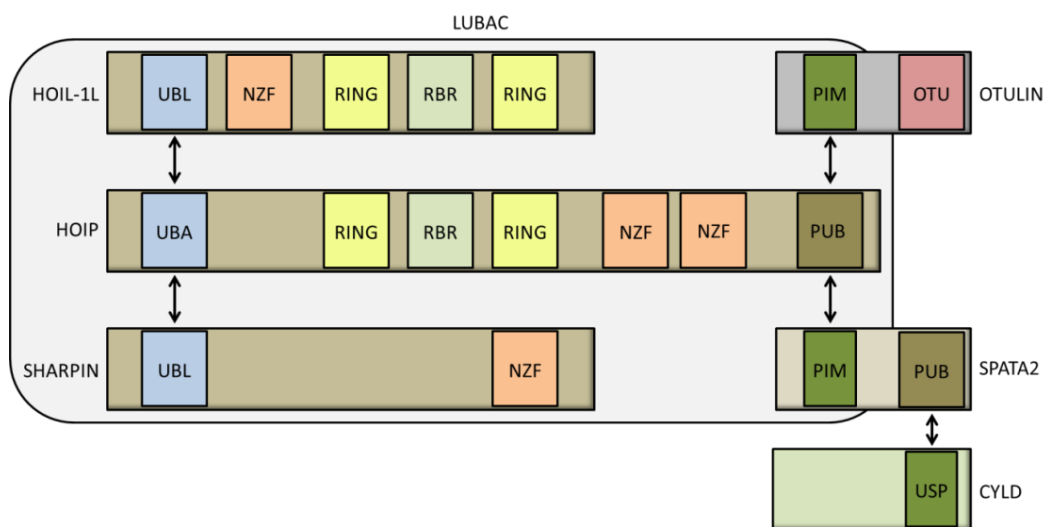 LUBAC
HOIL-1L UBL NZF RING RBR RING PIM OTU OTULIN
HOIP UBA RING RBR RING NZF NZF PUB
SHARPIN UBL NZF PIM PUB SPATA2
USP CYLD